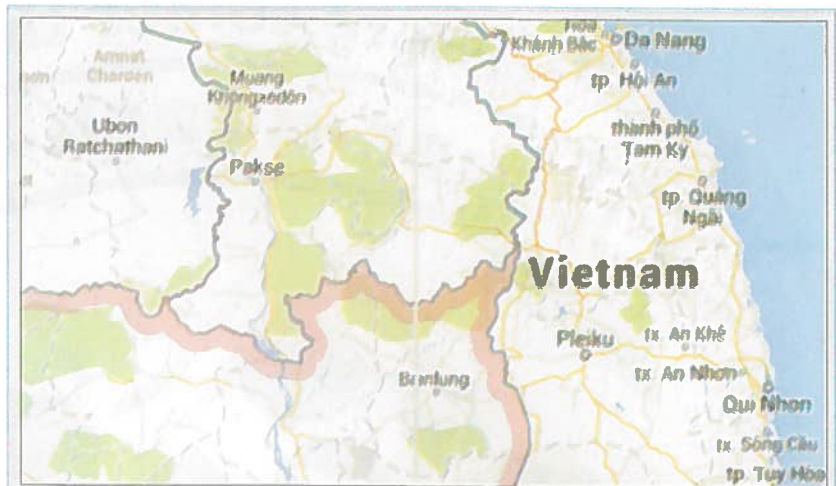 Amnat
Charoen
Muang
Khongxedon
Ubon
Ratchathani
Pakse
Khánh Bắc
Da Nang
tp Hội An
thành phố
Tam Kỳ
tp Quảng
Ngãi
Vietnam
Pleiku
tx An Khê
tx An Nhơn
Banlung
Qui Nhon
tx Sông Cầu
tp Tuy Hòa